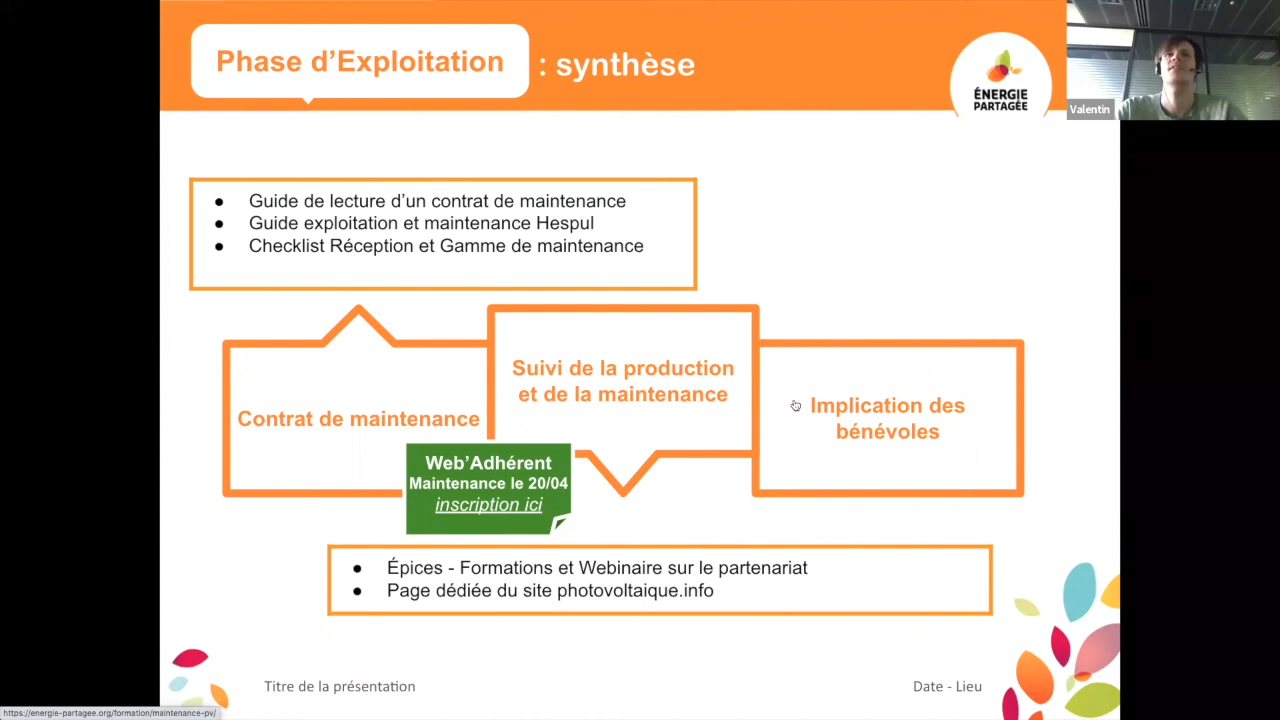 Phase d’Exploitation : synthèse
ÉNERGIE
PARTAGÉE
Valentin
● Guide de lecture d’un contrat de maintenance
● Guide exploitation et maintenance Hespul
● Checklist Réception et Gamme de maintenance
Contrat de maintenance
Suivi de la production
et de la maintenance
Implication des
bénévoles
Web’Adhérent
Maintenance le 20/04
inscription ici
● Épices - Formations et Webinaire sur le partenariat
● Page dédiée du site photovoltaique.info
Titre de la présentation
Date - Lieu
https://energie-partagee.org/formation/maintenance-pv/